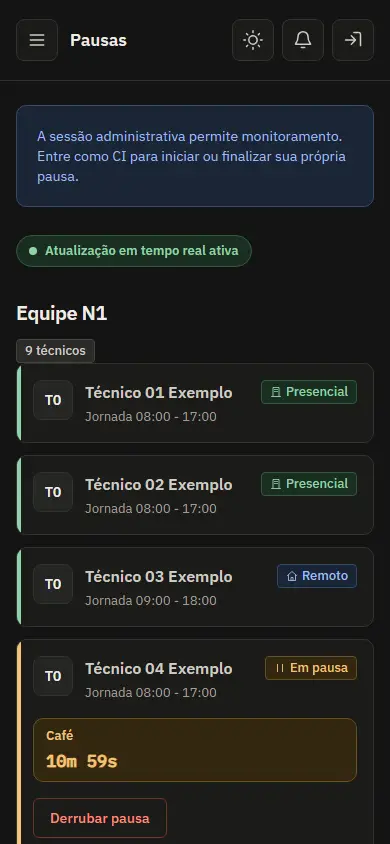 Pausas
A sessão administrativa permite monitoramento.
Entre como CI para iniciar ou finalizar sua própria
pausa.
Atualização em tempo real ativa
Equipe N1
9 técnicos
T0
Técnico 01 Exemplo
Presencial
Jornada 08:00 - 17:00
T0
Técnico 02 Exemplo
Presencial
Jornada 08:00 - 17:00
T0
Técnico 03 Exemplo
Remoto
Jornada 09:00 - 18:00
T0
Técnico 04 Exemplo
Em pausa
Jornada 08:00 - 17:00
Café
10m 59s
Derrubar pausa